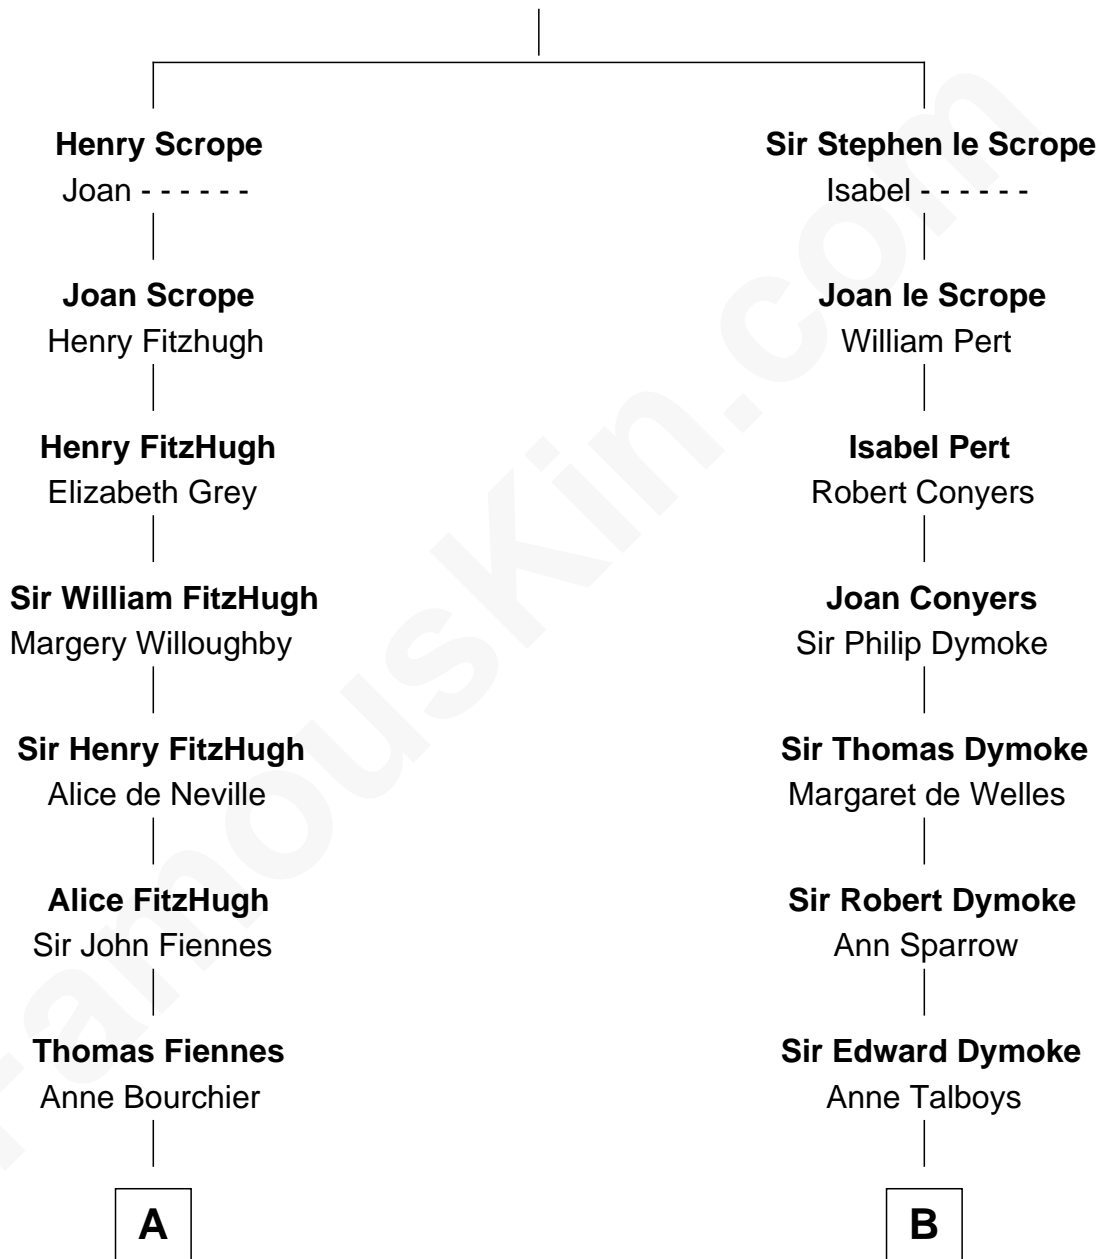 Henry Scrope
Joan - - - - - -
Joan Scrope
Henry Fitzhugh
Henry FitzHugh
Elizabeth Grey
Sir William FitzHugh
Margery Willoughby
Sir Henry FitzHugh
Alice de Neville
Alice FitzHugh
Sir John Fiennes
Thomas Fiennes
Anne Bourchier
A
Sir Stephen le Scrope
Isabel - - - - - -
Joan le Scrope
William Pert
Isabel Pert
Robert Conyers
Joan Conyers
Sir Philip Dymoke
Sir Thomas Dymoke
Margaret de Welles
Sir Robert Dymoke
Ann Sparrow
Sir Edward Dymoke
Anne Talboys
B
FamousKin.com